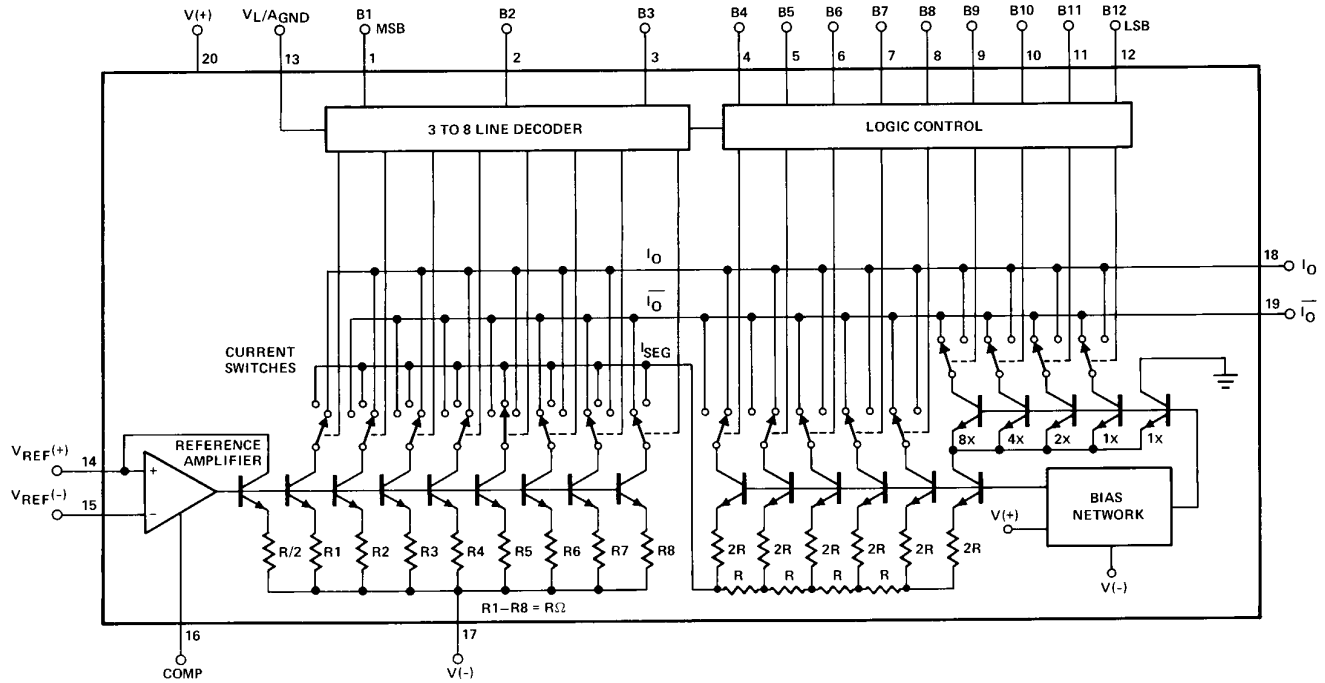 V(+) VL/AGND B1 MSB B2 B3 B4 B5 B6 B7 B8 B9 B10 B11 B12 LSB
20 13 1 2 3 4 5 6 7 8 9 10 11 12
3 TO 8 LINE DECODER
LOGIC CONTROL
IO 18 IO
IO 19 IO
ISEG
CURRENT
SWITCHES
8x 4x 2x 1x 1x
REFERENCE
AMPLIFIER
VREF(+) 14 +
VREF(-) 15 −
BIAS
NETWORK
V(+)
V(-)
R/2 R1 R2 R3 R4 R5 R6 R7 R8
2R 2R 2R 2R 2R 2R
R R R R
R1–R8 = RΩ
16 17
COMP V(-)